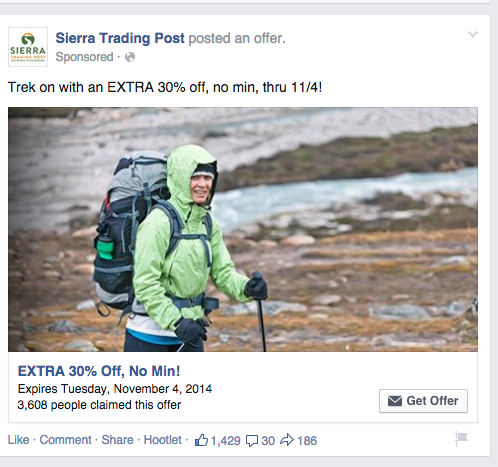 SIERRA
TRADING POST
Sierra Trading Post posted an offer.
Sponsored ·
Trek on with an EXTRA 30% off, no min, thru 11/4!
EXTRA 30% Off, No Min!
Expires Tuesday, November 4, 2014
3,608 people claimed this offer
Get Offer
Like · Comment · Share · Hootlet · 1,429 30 186